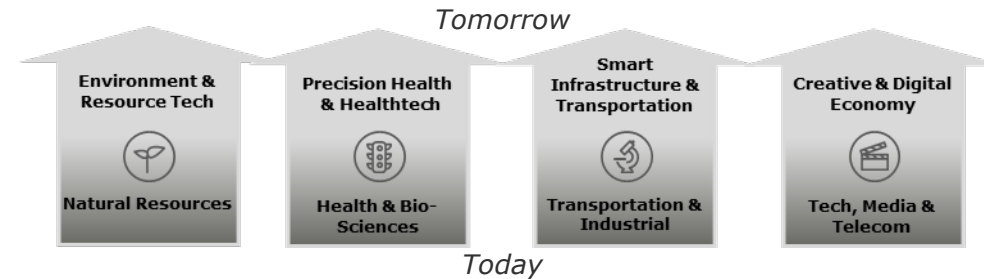 Tomorrow
Environment &
Resource Tech
Natural Resources
Precision Health
& Healthtech
Health & Bio-
Sciences
Smart
Infrastructure &
Transportation
Transportation &
Industrial
Creative & Digital
Economy
Tech, Media &
Telecom
Today